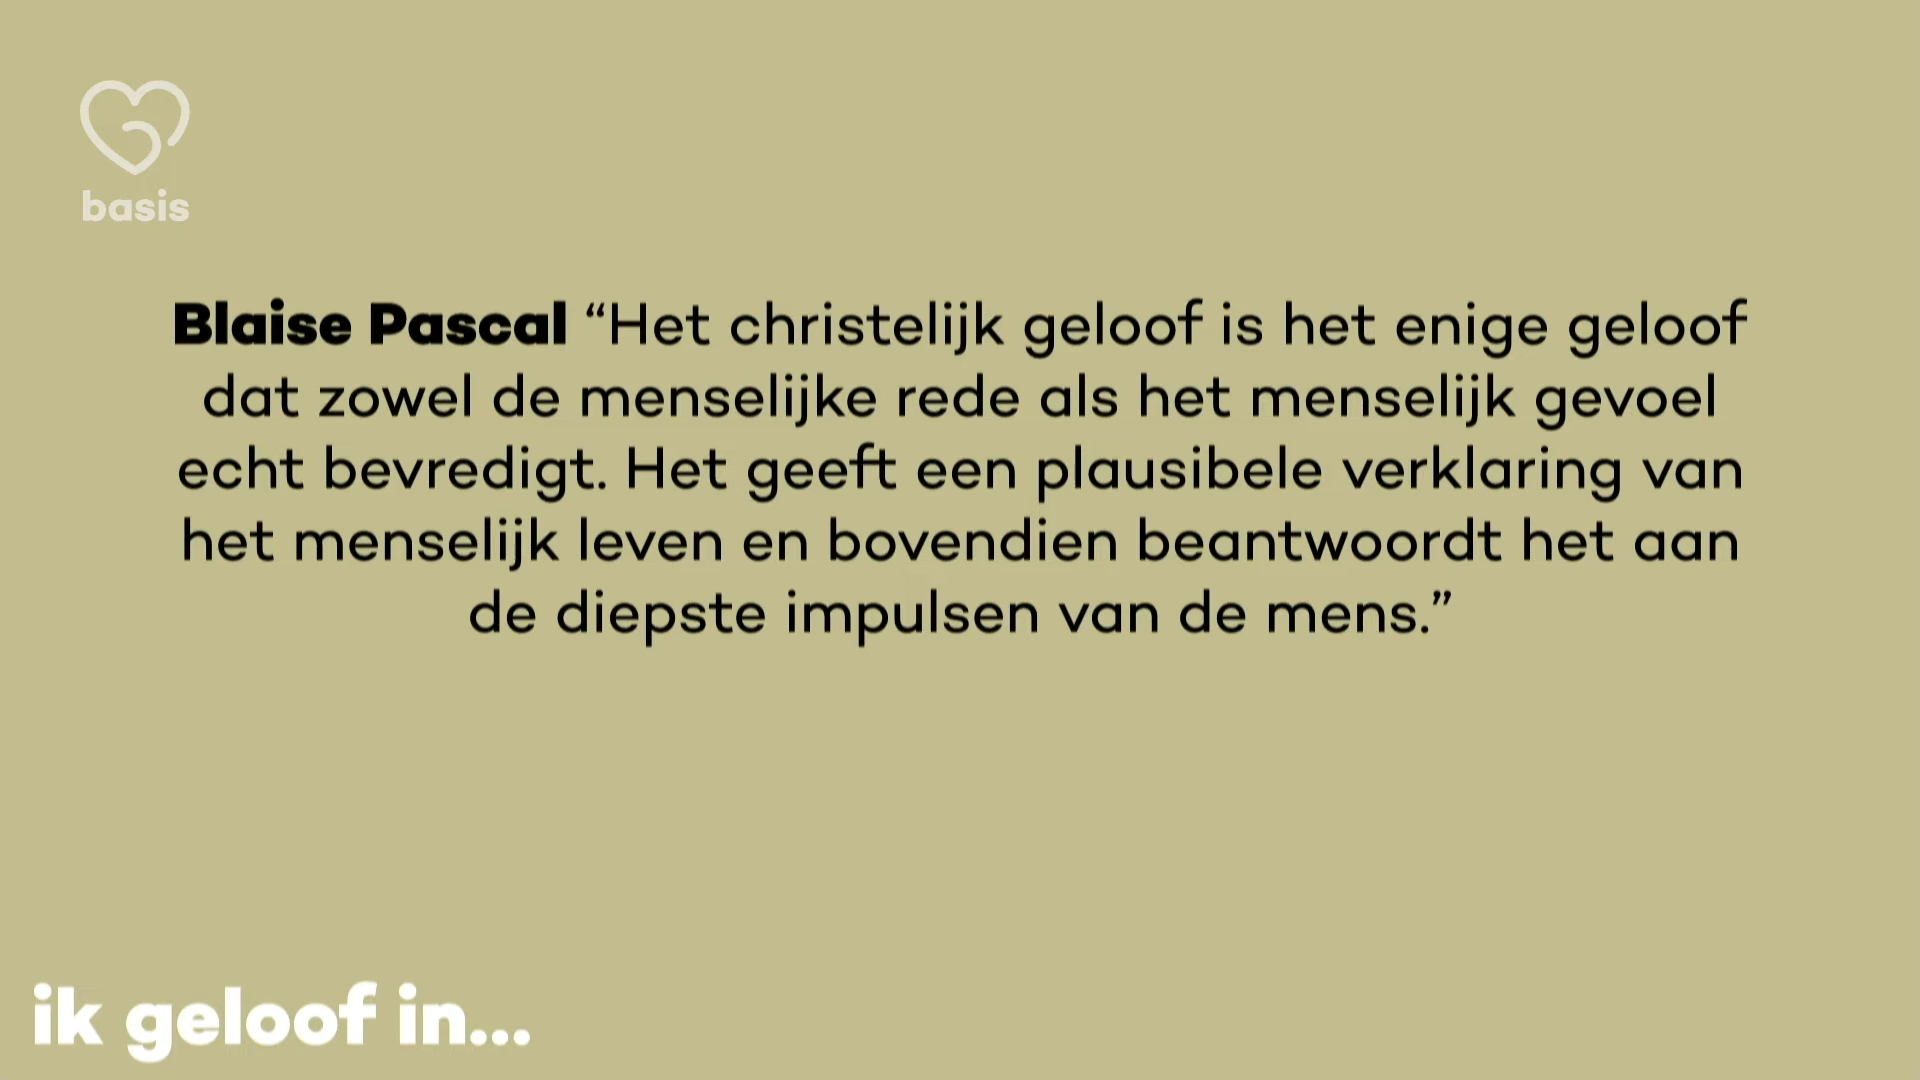 basis
Blaise Pascal “Het christelijk geloof is het enige geloof
dat zowel de menselijke rede als het menselijk gevoel
echt bevredigt. Het geeft een plausibele verklaring van
het menselijk leven en bovendien beantwoordt het aan
de diepste impulsen van de mens.”
ik geloof in...